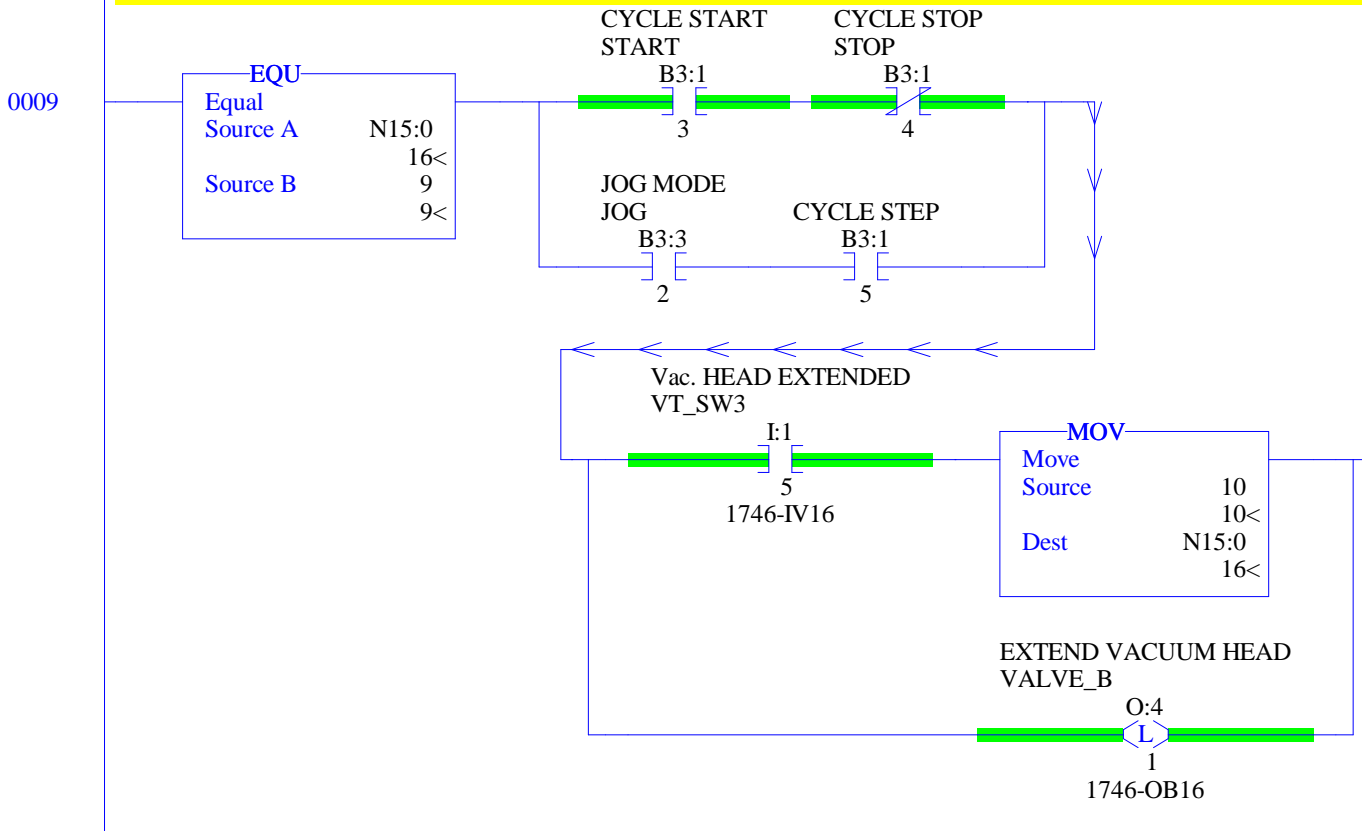 CYCLE START CYCLE STOP
START STOP
EQU B3:1 B3:1
0009 Equal
Source A N15:0 3 4
16<
Source B 9 JOG MODE
9< JOG CYCLE STEP
B3:3 B3:1
2 5
Vac. HEAD EXTENDED
VT_SW3
I:1 MOV
Move
5 Source 10
1746-IV16 10<
Dest N15:0
16<
EXTEND VACUUM HEAD
VALVE_B
O:4
L
1
1746-OB16